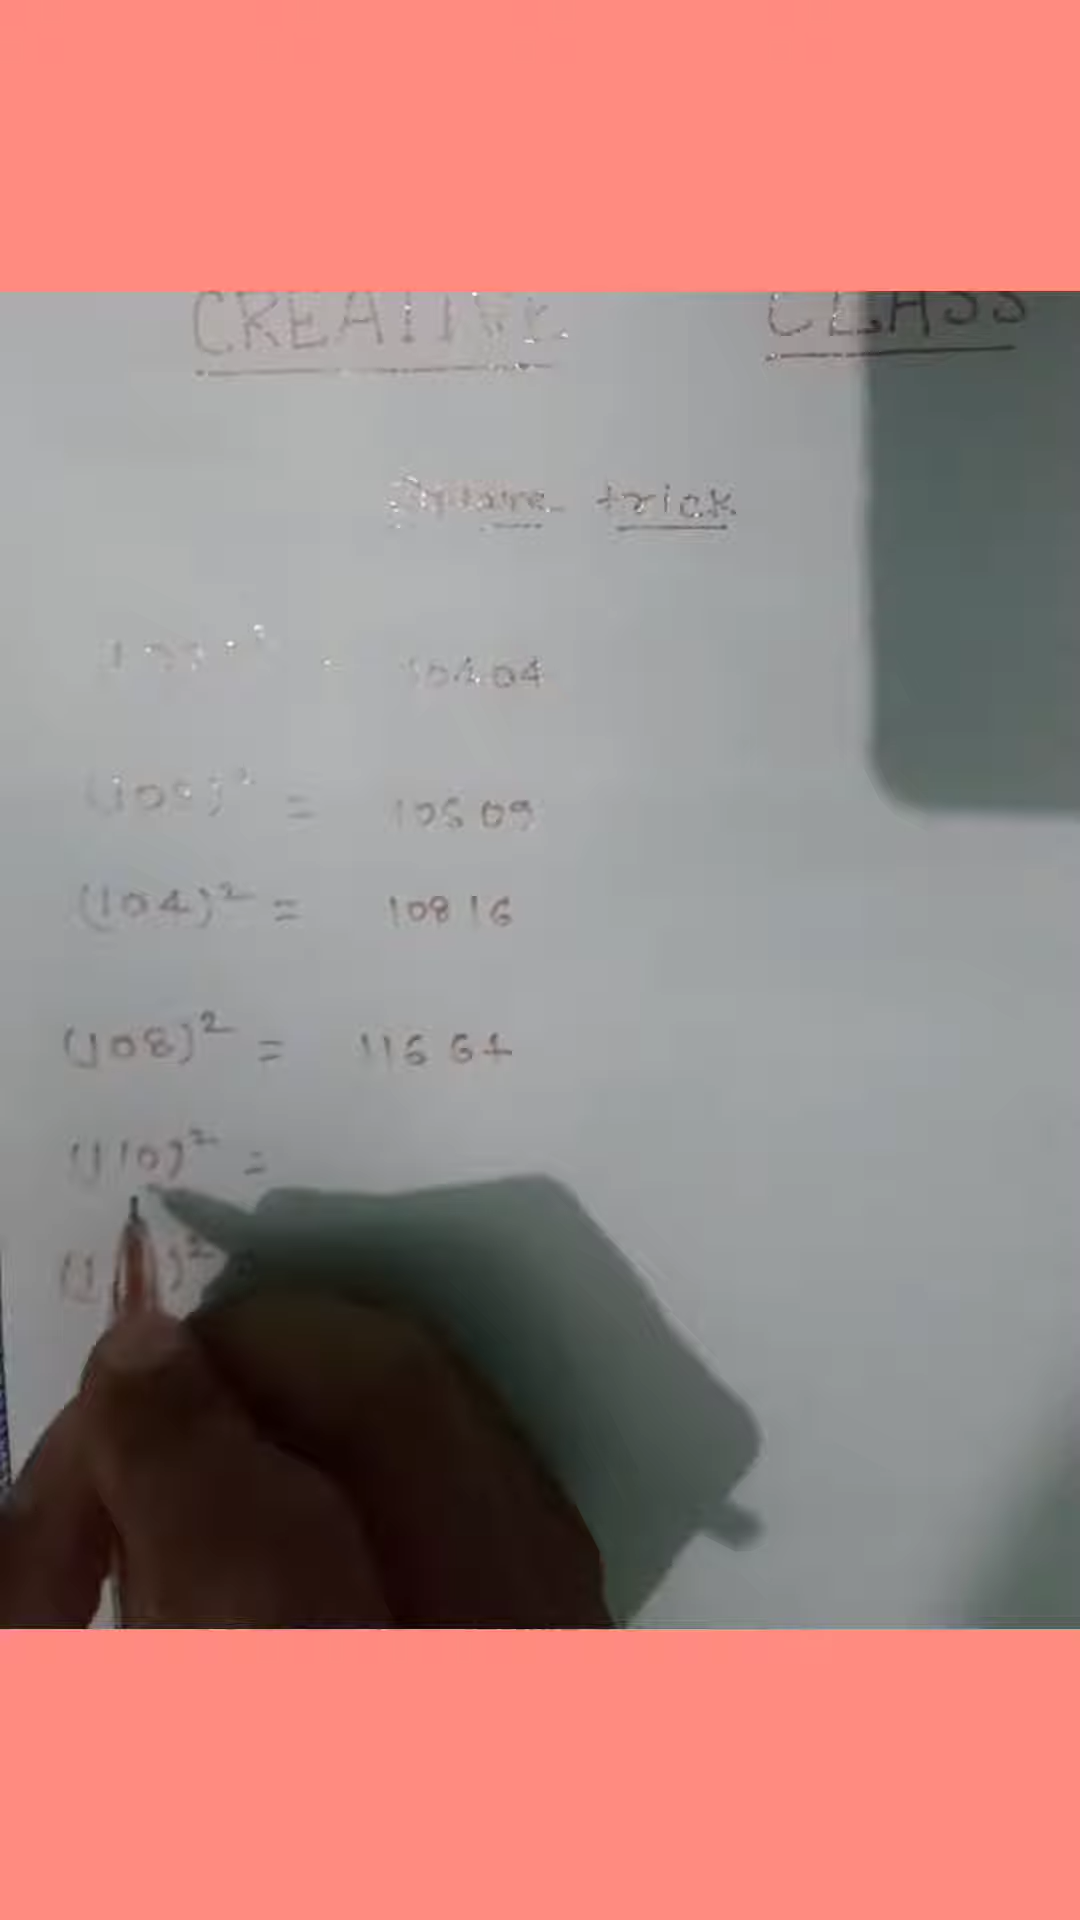 CREATIVE CLASS
Square trick
= 10404
(103)² = 10609
(104)² = 10816
(108)² = 11664
(110)² =